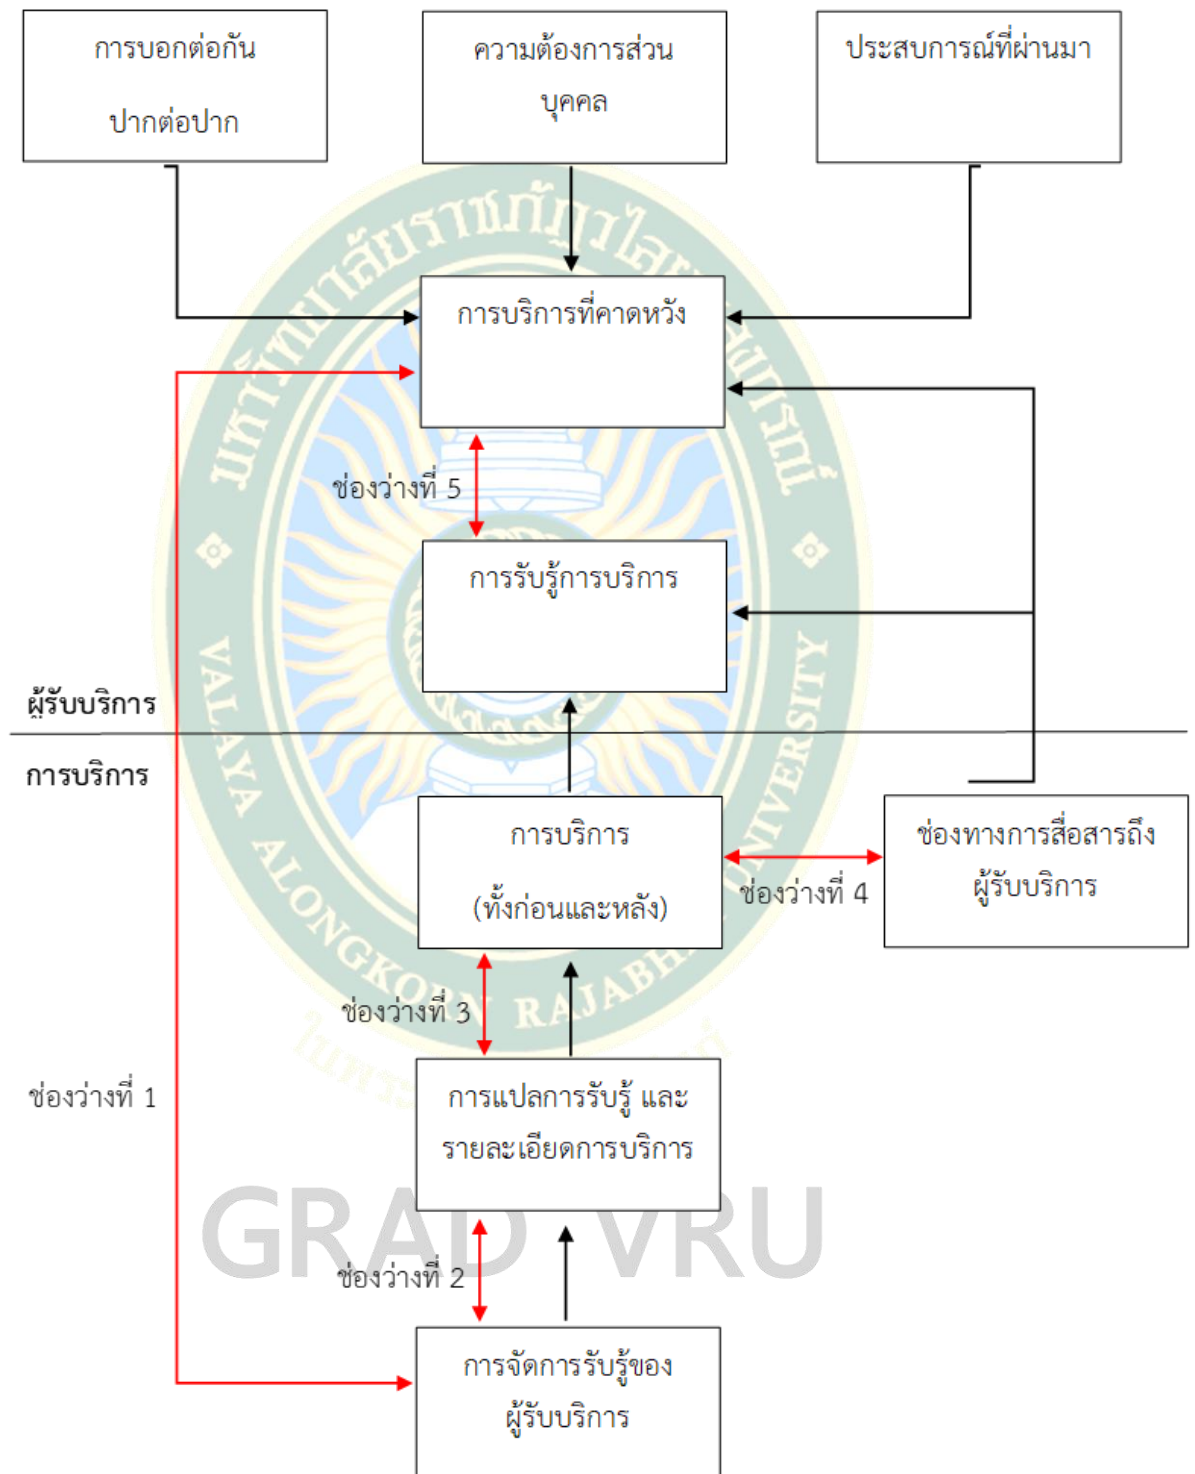 การบอกต่อกัน
ปากต่อปาก
ความต้องการส่วน
บุคคล
ประสบการณ์ที่ผ่านมา
การบริการที่คาดหวัง
ช่องว่างที่ 5
การรับรู้การบริการ
ผู้รับบริการ
การบริการ
การบริการ
(ทั้งก่อนและหลัง)
ช่องว่างที่ 4
ช่องทางการสื่อสารถึง
ผู้รับบริการ
ช่องว่างที่ 3
ช่องว่างที่ 1
การแปลการรับรู้ และ
รายละเอียดการบริการ
ช่องว่างที่ 2
การจัดการรับรู้ของ
ผู้รับบริการ
VALAYA ALONGKORN UNIVERSITY
GRAD VRU